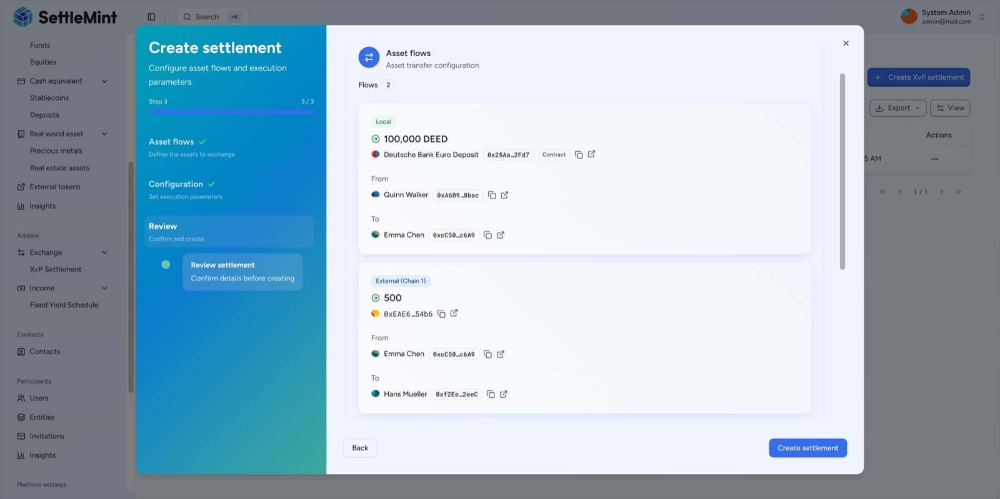 SettleMint
Search ⌘K
System Admin
admin@mail.com
Funds
Equities
Cash equivalent
Stablecoins
Deposits
Real world asset
Precious metals
Real estate assets
External tokens
Insights
Addons
Exchange
XvP Settlement
Income
Fixed Yield Schedule
Contacts
Contacts
Participants
Users
Entities
Invitations
Insights
Platform settings
Create settlement
Configure asset flows and execution
parameters
Step 3 3 / 3
Asset flows
Define the assets to exchange
Configuration
Set execution parameters
Review
Confirm and create
Review settlement
Confirm details before creating
Asset flows
Asset transfer configuration
Flows 2
Local
100,000 DEED
Deutsche Bank Euro Deposit 0x25Aa…2Fd7 Contract
From
Quinn Walker 0xA6B9…8bac
To
Emma Chen 0xcC50…c6A9
External (Chain 1)
500
0xEAE6…54b6
From
Emma Chen 0xcC50…c6A9
To
Hans Mueller 0xf2Ee…2eeC
Back
Create settlement
+ Create XvP settlement
Export View
Actions
5 AM
1 / 1